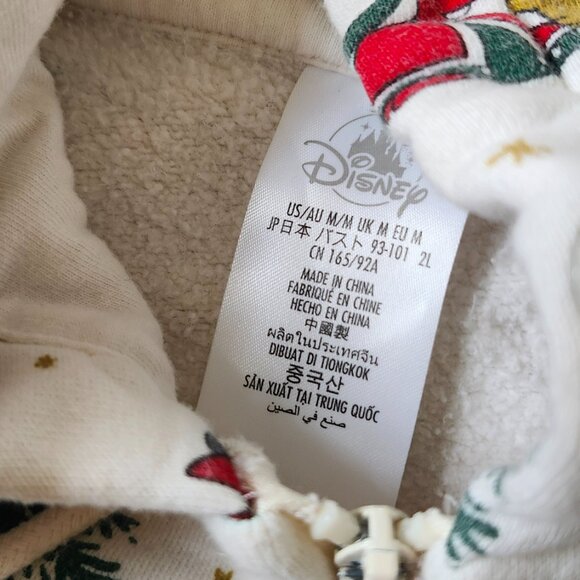 Disney
US/AU M/M UK M EU M
JP日本 バスト 93-101 2L
CN 165/92A
MADE IN CHINA
FABRIQUÉ EN CHINE
HECHO EN CHINA
中國製
ผลิตในประเทศจีน
DIBUAT DI TIONGKOK
중국산
SẢN XUẤT TẠI TRUNG QUỐC
صنع في الصين